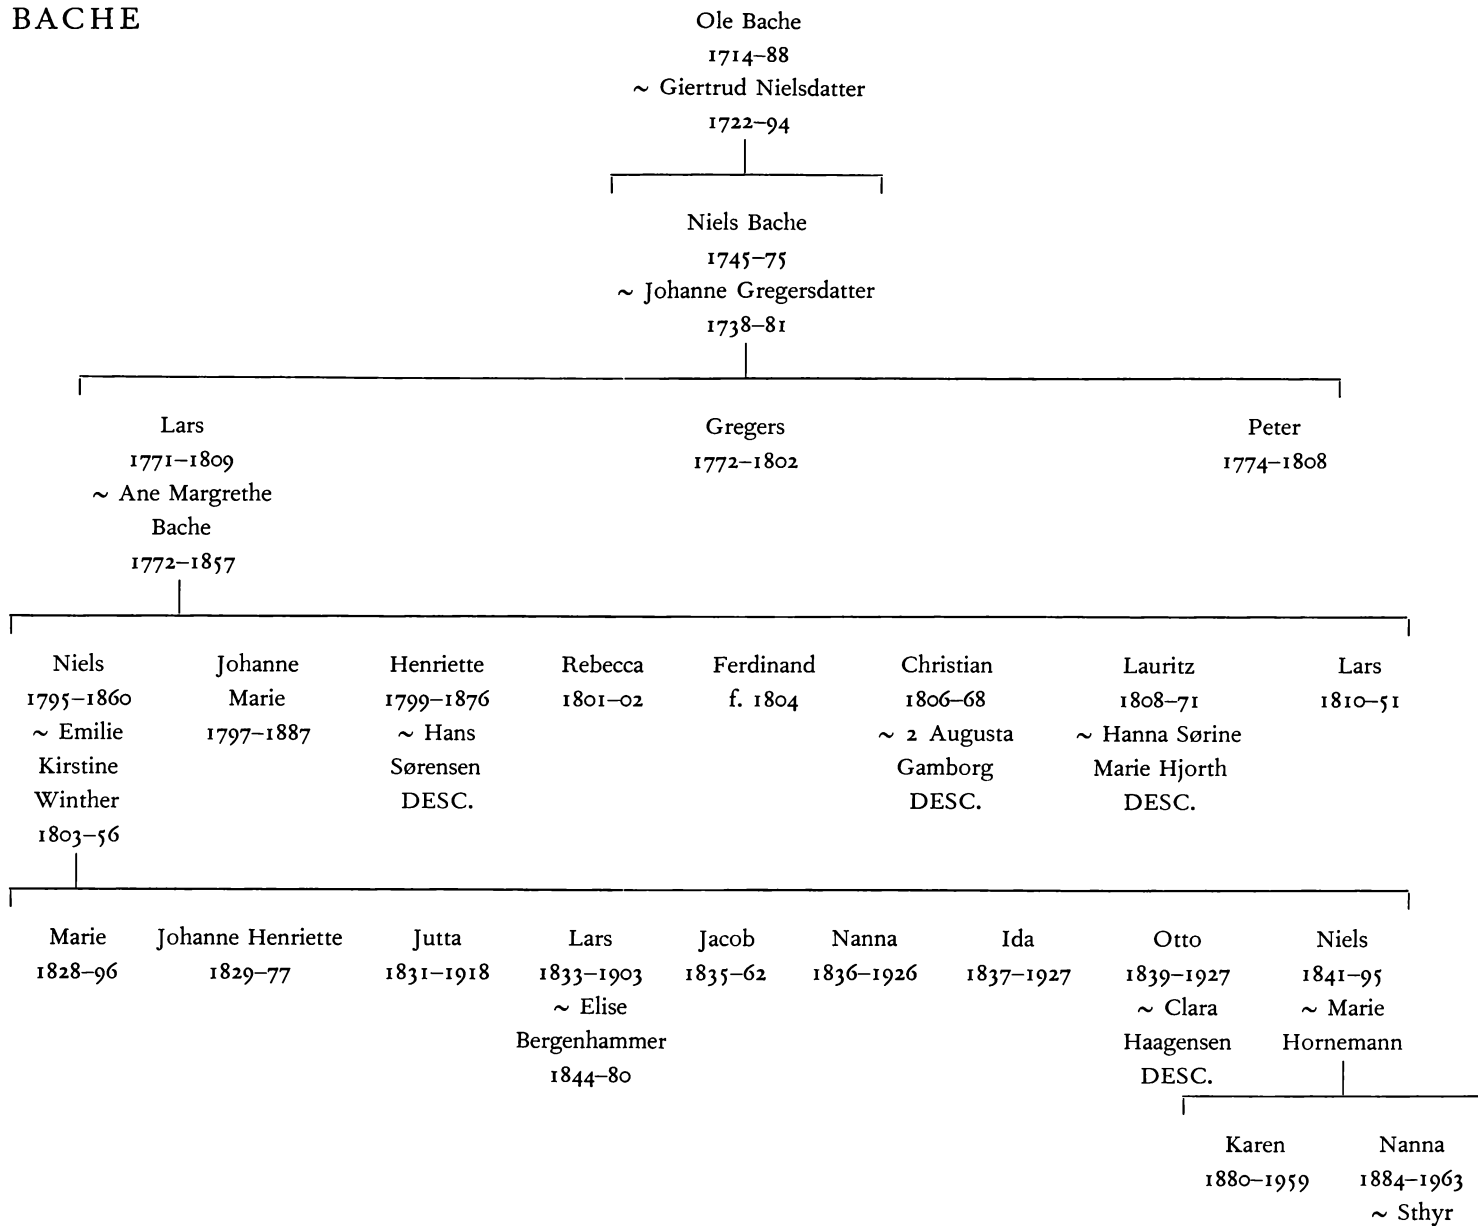 BACHE
Ole Bache
1714–88
~ Giertrud Nielsdatter
1722–94
Niels Bache
1745–75
~ Johanne Gregersdatter
1738–81
Lars
1771–1809
~ Ane Margrethe
Bache
1772–1857
Gregers
1772–1802
Peter
1774–1808
Niels
1795–1860
~ Emilie
Kirstine
Winther
1803–56
Johanne
Marie
1797–1887
Henriette
1799–1876
~ Hans
Sørensen
DESC.
Rebecca
1801–02
Ferdinand
f. 1804
Christian
1806–68
~ 2 Augusta
Gamborg
DESC.
Lauritz
1808–71
~ Hanna Sørine
Marie Hjorth
DESC.
Lars
1810–51
Marie
1828–96
Johanne Henriette
1829–77
Jutta
1831–1918
Lars
1833–1903
~ Elise
Bergenhammer
1844–80
Jacob
1835–62
Nanna
1836–1926
Ida
1837–1927
Otto
1839–1927
~ Clara
Haagensen
DESC.
Niels
1841–95
~ Marie
Hornemann
Karen
1880–1959
Nanna
1884–1963
~ Sthyr